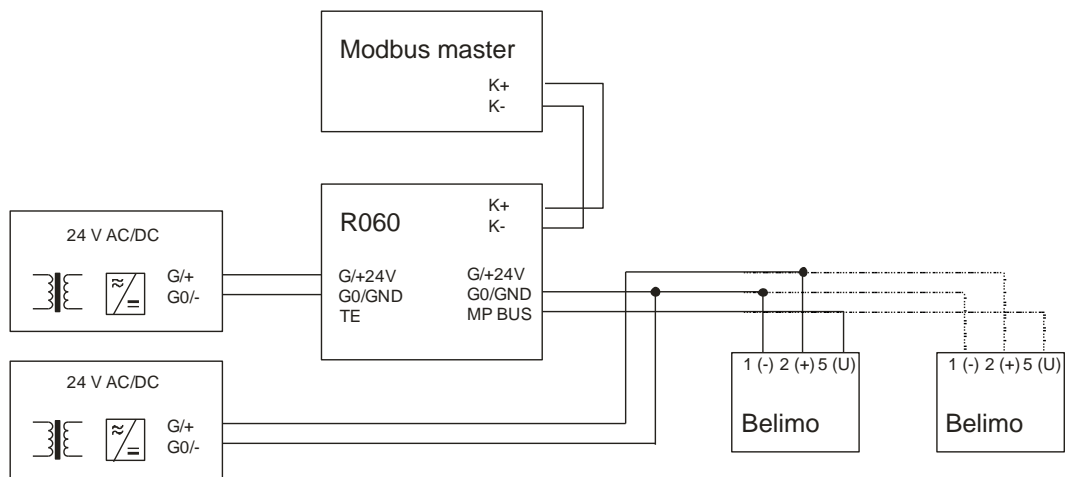 Modbus master
K+
K-
R060
K+
K-
G/+24V
G0/GND
TE
G/+24V
G0/GND
MP BUS
24 V AC/DC
G/+
G0/-
24 V AC/DC
G/+
G0/-
1 (-) 2 (+) 5 (U)
Belimo
1 (-) 2 (+) 5 (U)
Belimo